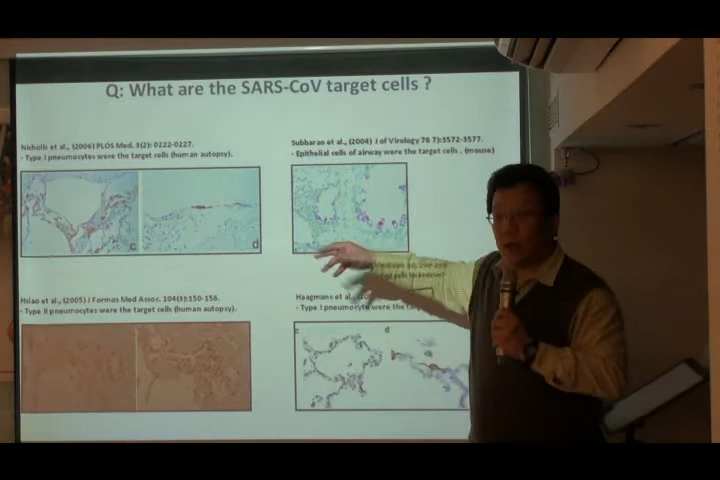 Q: What are the SARS-CoV target cells ?
Nicholls et al., (2006) PLOS Med. 3(2): 0222-0227.
- Type I pneumocytes were the target cells (human autopsy).
c
d
Subbarao et al., (2004) J of Virology 78 7):3572-3577.
- Epithelial cells of airway were the target cells . (mouse)
Hsiao et al., (2005) J Formos Med Assos. 104(3):150-156.
- Type II pneumocytes were the target cells (human autopsy).
Haagmans et al.
- Type I pneumocyte were the
c
d